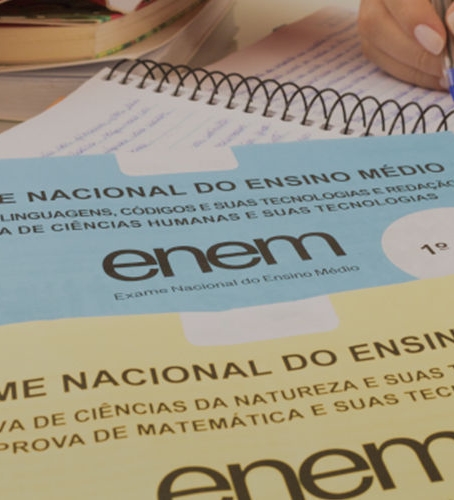 E NACIONAL DO ENSINO MÉDIO
LINGUAGENS, CÓDIGOS E SUAS TECNOLOGIAS E REDAÇÃO
A DE CIÊNCIAS HUMANAS E SUAS TECNOLOGIAS
enem
1º
Exame Nacional do Ensino Médio
ME NACIONAL DO ENSIN
VA DE CIÊNCIAS DA NATUREZA E SUAS T
PROVA DE MATEMÁTICA E SUAS TEC
enem